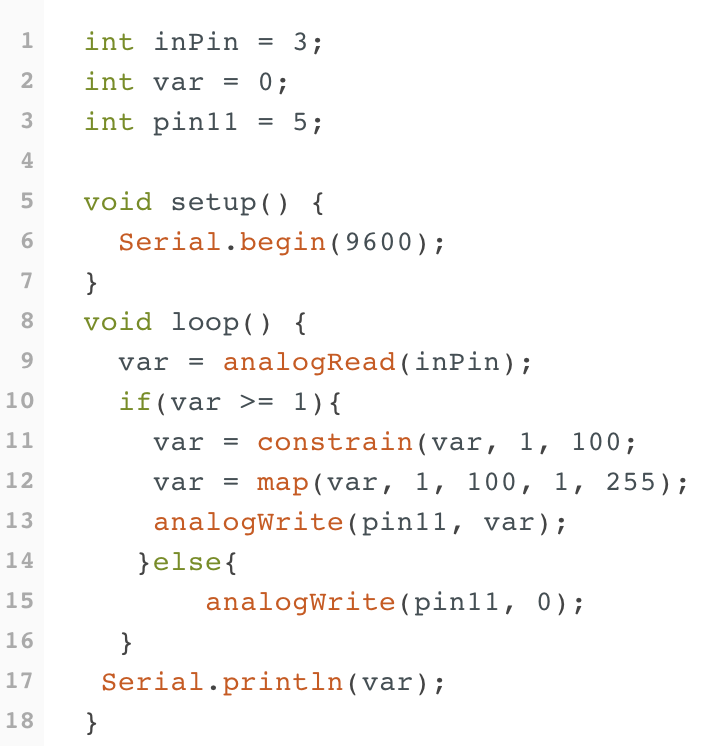 1 int inPin = 3;
2 int var = 0;
3 int pin11 = 5;
4
5 void setup() {
6 Serial.begin(9600);
7 }
8 void loop() {
9 var = analogRead(inPin);
10 if(var >= 1){
11 var = constrain(var, 1, 100;
12 var = map(var, 1, 100, 1, 255);
13 analogWrite(pin11, var);
14 }else{
15 analogWrite(pin11, 0);
16 }
17 Serial.println(var);
18 }